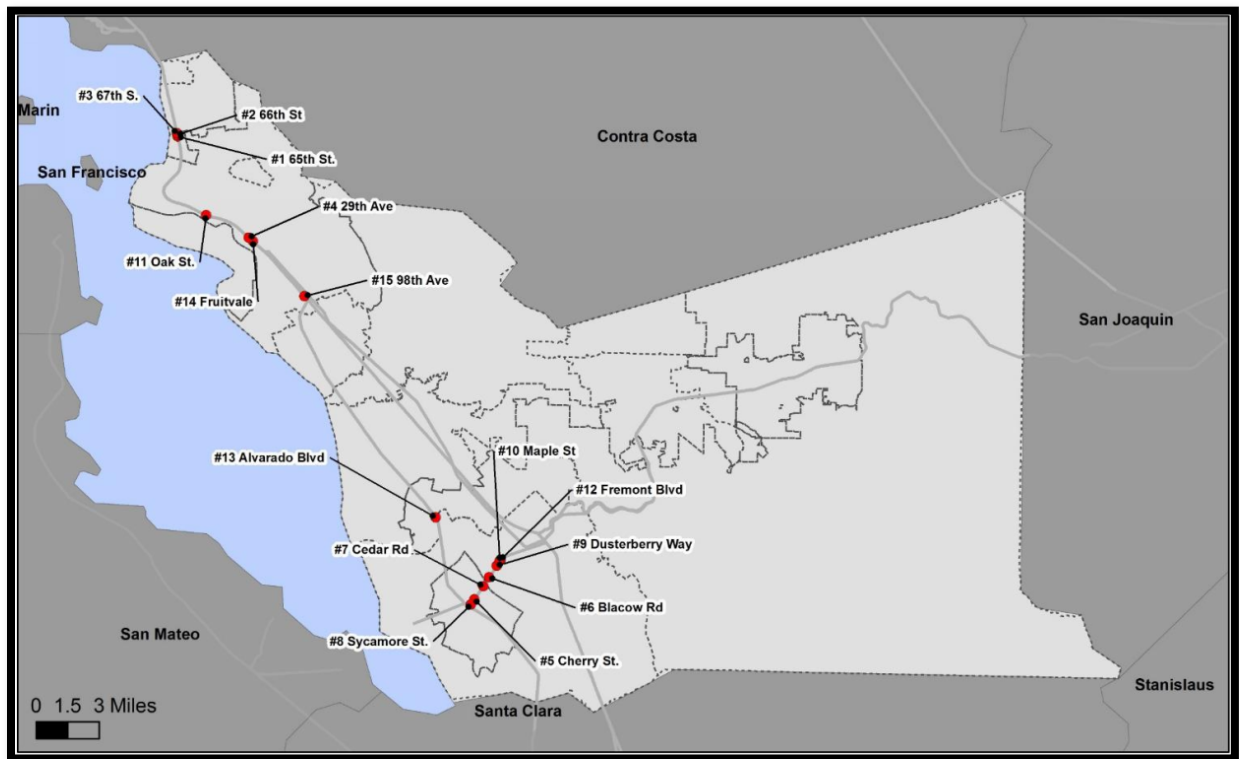 #3 67th S.
Marin
#2 66th St
Contra Costa
#1 65th St.
San Francisco
#4 29th Ave
#11 Oak St.
#15 98th Ave
#14 Fruitvale
San Joaquin
#10 Maple St
#13 Alvarado Blvd
#12 Fremont Blvd
#9 Dusterberry Way
#7 Cedar Rd
#6 Blacow Rd
San Mateo
#8 Sycamore St.
#5 Cherry St.
Stanislaus
0 1.5 3 Miles
Santa Clara